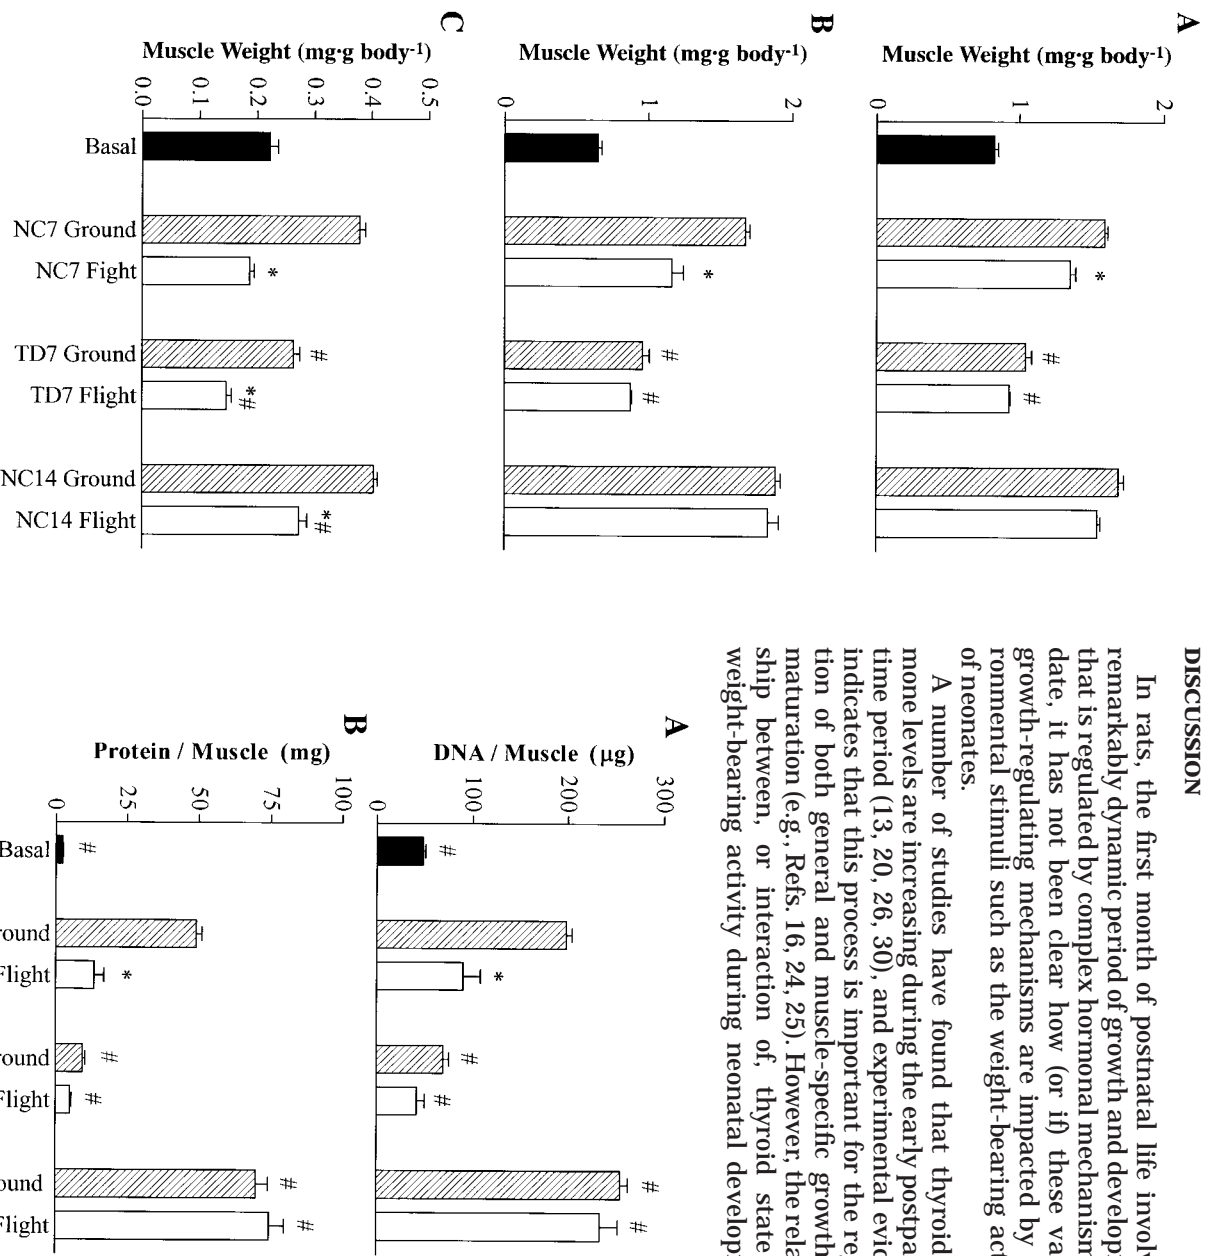 A
Muscle Weight (mg·g body-1)
0
1
2
*
#
#
B
Muscle Weight (mg·g body-1)
0
1
2
*
#
#
C
Muscle Weight (mg·g body-1)
0.0
0.1
0.2
0.3
0.4
0.5
*
#
*#
*#
Basal
NC7 Ground
NC7 Fight
TD7 Ground
TD7 Flight
NC14 Ground
NC14 Flight
DISCUSSION
In rats, the first month of postnatal life involv
remarkably dynamic period of growth and develop
that is regulated by complex hormonal mechanism
date, it has not been clear how (or if) these va
growth-regulating mechanisms are impacted by
ronmental stimuli such as the weight-bearing act
of neonates.
A number of studies have found that thyroid
mone levels are increasing during the early postpa
time period (13, 20, 26, 30), and experimental evid
indicates that this process is important for the re
tion of both general and muscle-specific growth
maturation (e.g., Refs. 16, 24, 25). However, the rela
ship between, or interaction of, thyroid state
weight-bearing activity during neonatal develop
A
DNA / Muscle (µg)
0
100
200
300
#
*
#
#
#
#
B
Protein / Muscle (mg)
0
25
50
75
100
#
*
#
#
#
#
Basal
round
Flight
round
Flight
ound
Flight